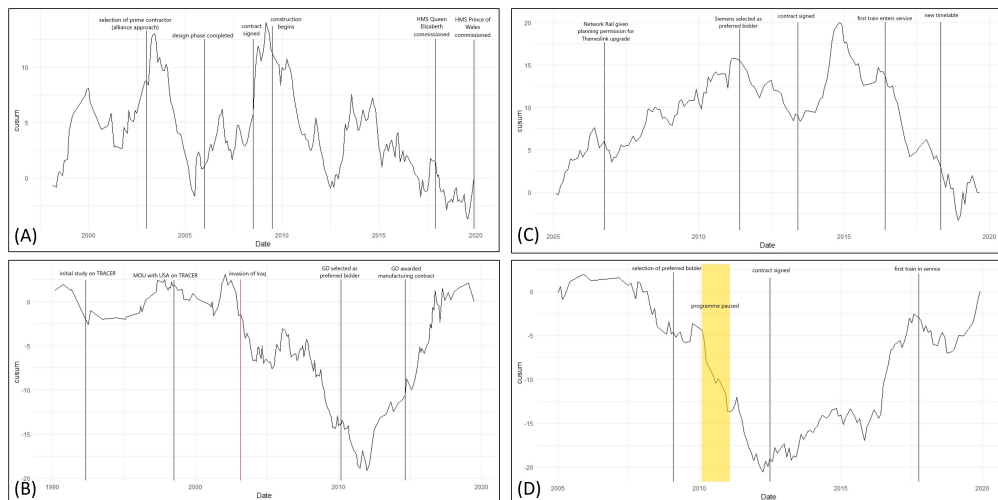 selection of prime contractor
(alliance approach)
design phase completed
contract
signed
construction
begins
HMS Queen
Elizabeth
commissioned
HMS Prince of
Wales
commissioned
10
5
0
cusum
2000
2005
2010
2015
2020
Date
(A)
Network Rail given
planning permission for
Thameslink upgrade
Siemens selected as
preferred bidder
contract signed
first train enters service
new timetable
20
15
10
5
0
cusum
2005
2010
2015
2020
Date
(C)
initial study on TRACER
MOU with USA on TRACER
invasion of Iraq
GD selected as
preferred bidder
GD awarded
manufacturing contract
0
-5
-10
-15
-20
cusum
1990
2000
2010
2020
Date
(B)
selection of preferred bidder
programme paused
contract signed
first train in service
0
-5
-10
-15
-20
cusum
2005
2010
2015
2020
Date
(D)